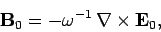 B₀ = −ω⁻¹ ∇ × E₀,